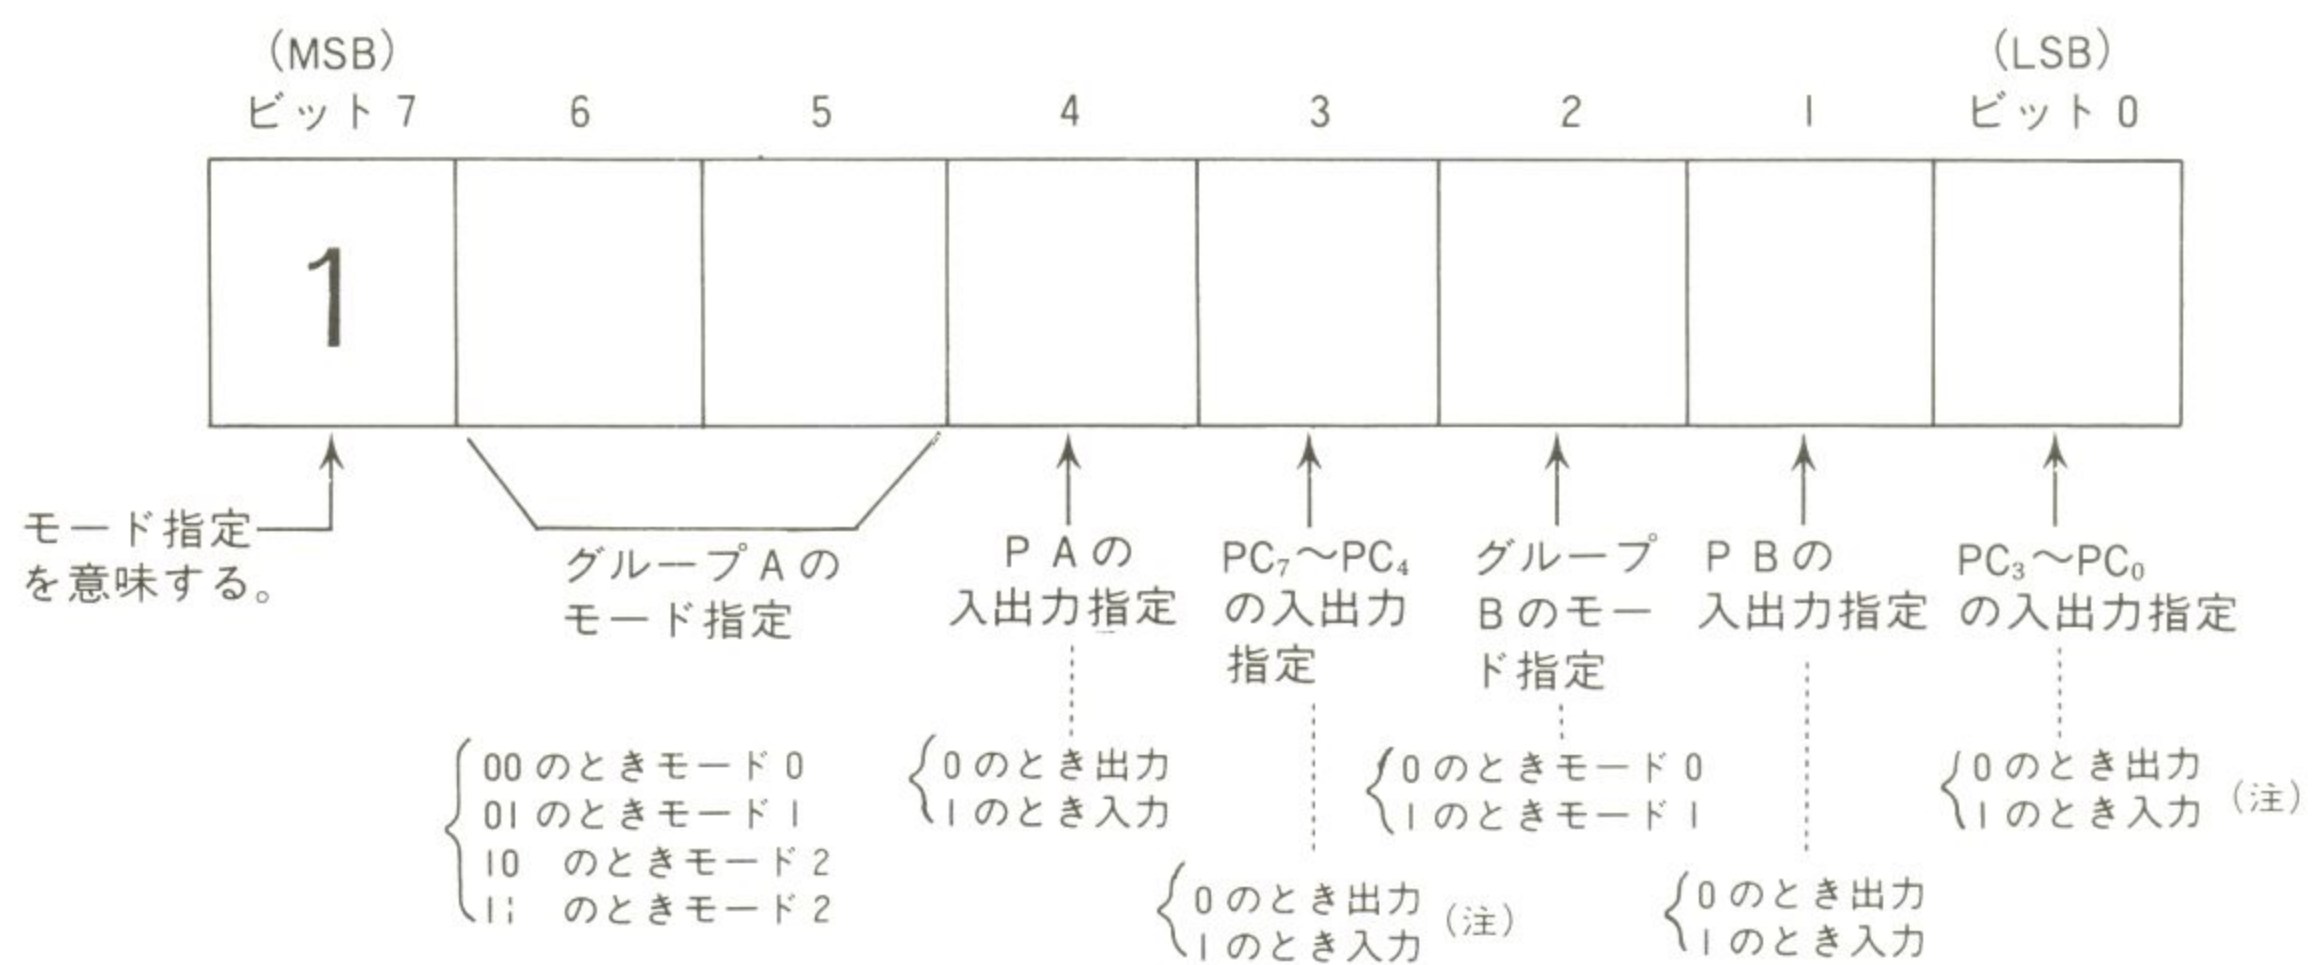 (MSB)
ビット7 6 5 4 3 2 1 ビット0
(LSB)
1
モード指定
を意味する。
グループAの
モード指定
PAの
入出力指定
PC₇～PC₄
の入出力
指定
グループ
Bのモー
ド指定
PBの
入出力指定
PC₃～PC₀
の入出力指定
00のときモード0
01のときモード1
10 のときモード2
11 のときモード2
0のとき出力
1のとき入力
0のとき出力
1のとき入力
(注)
0のときモード0
1のときモード1
0のとき出力
1のとき入力
0のとき出力
1のとき入力
(注)